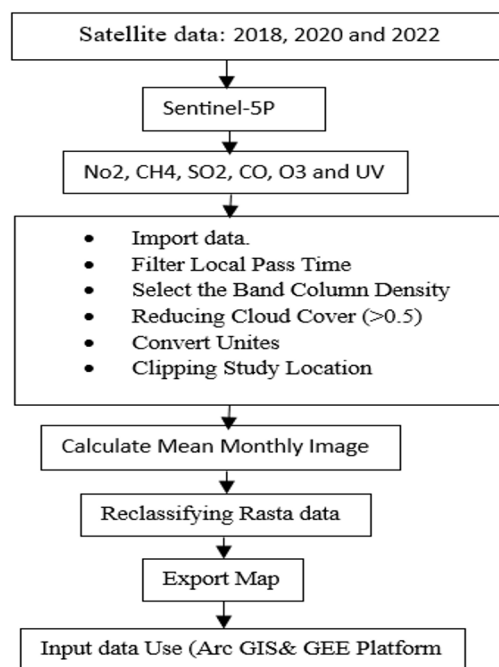 Satellite data: 2018, 2020 and 2022
Sentinel-5P
No2, CH4, SO2, CO, O3 and UV
• Import data.
• Filter Local Pass Time
• Select the Band Column Density
• Reducing Cloud Cover (>0.5)
• Convert Unites
• Clipping Study Location
Calculate Mean Monthly Image
Reclassifying Rasta data
Export Map
Input data Use (Arc GIS& GEE Platform